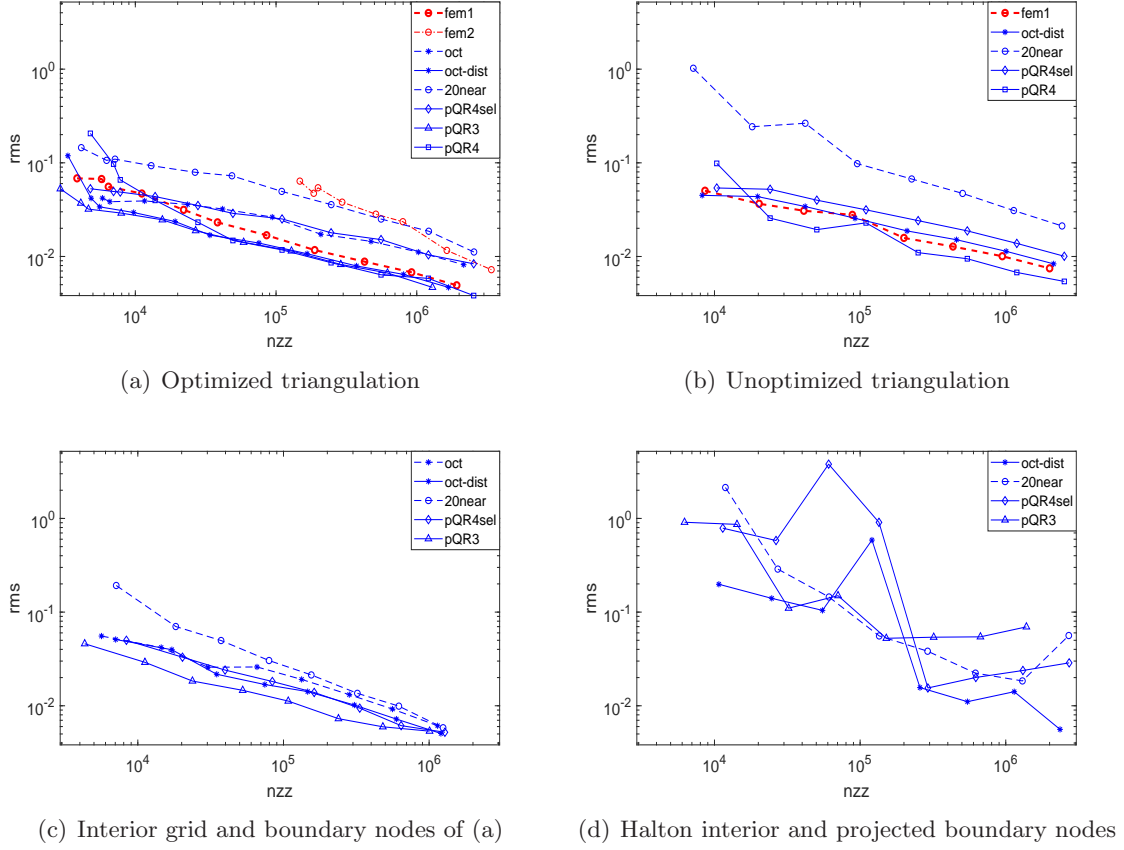 fem1
fem2
oct
oct-dist
20near
pQR4sel
pQR3
pQR4
10^0
10^-1
10^-2
rms
10^4
10^5
10^6
nzz
(a) Optimized triangulation
fem1
oct-dist
20near
pQR4sel
pQR4
10^0
10^-1
10^-2
rms
10^4
10^5
10^6
nzz
(b) Unoptimized triangulation
oct
oct-dist
20near
pQR4sel
pQR3
10^0
10^-1
10^-2
rms
10^4
10^5
10^6
nzz
(c) Interior grid and boundary nodes of (a)
oct-dist
20near
pQR4sel
pQR3
10^0
10^-1
10^-2
rms
10^4
10^5
10^6
nzz
(d) Halton interior and projected boundary nodes